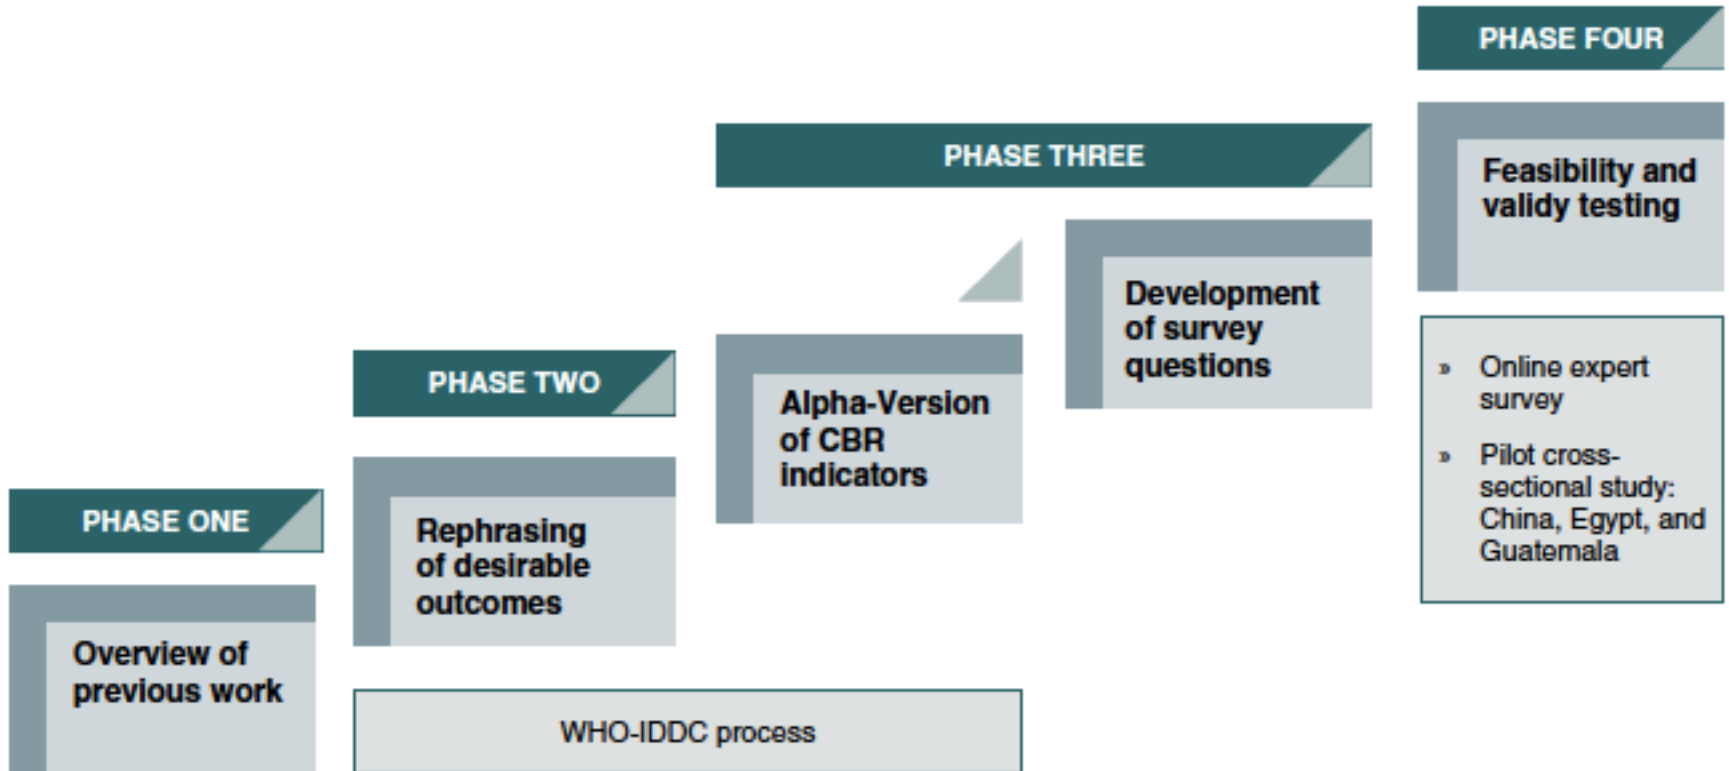 PHASE ONE
Overview of
previous work
PHASE TWO
Rephrasing
of desirable
outcomes
WHO-IDDC process
PHASE THREE
Alpha-Version
of CBR
indicators
Development
of survey
questions
PHASE FOUR
Feasibility and
validy testing
» Online expert
survey
» Pilot cross-
sectional study:
China, Egypt, and
Guatemala